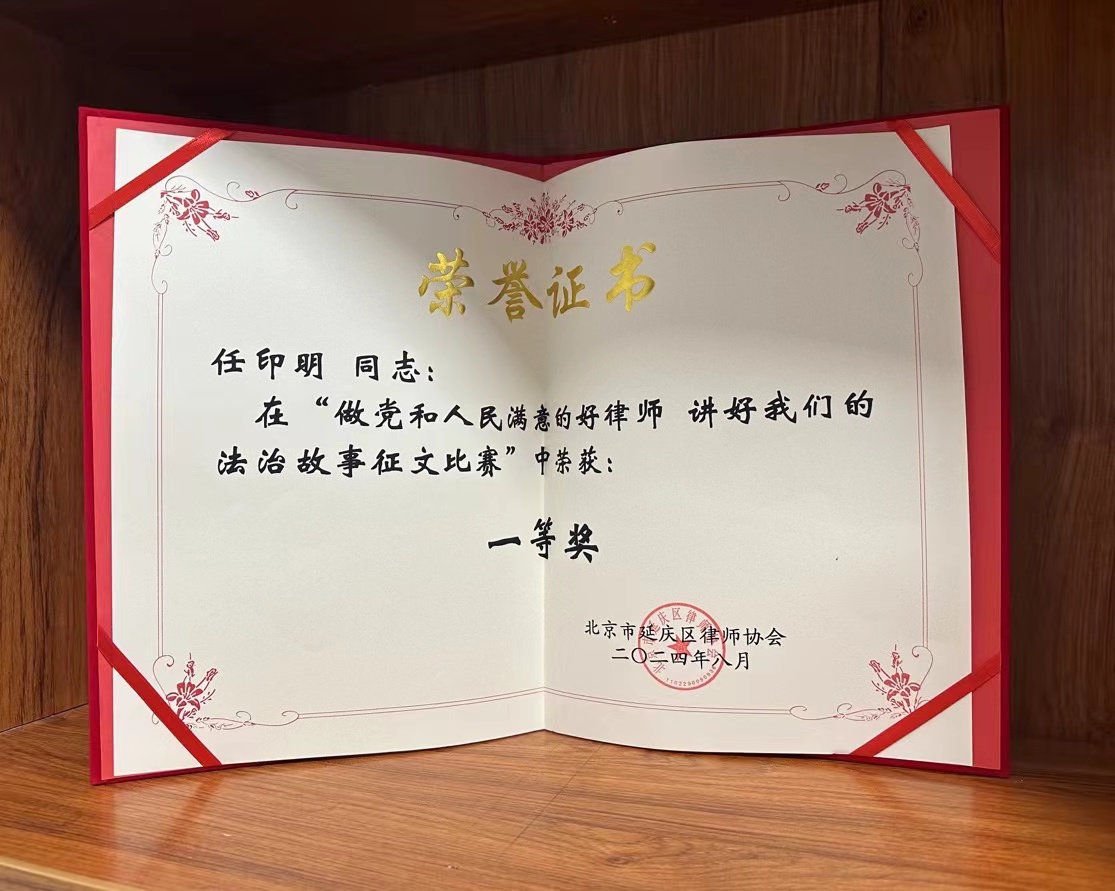 荣誉证书
任印明 同志：
在“做党和人民满意的好律师 讲好我们的
法治故事征文比赛”中荣获：
一等奖
北京市延庆区律师协会
二〇二四年八月